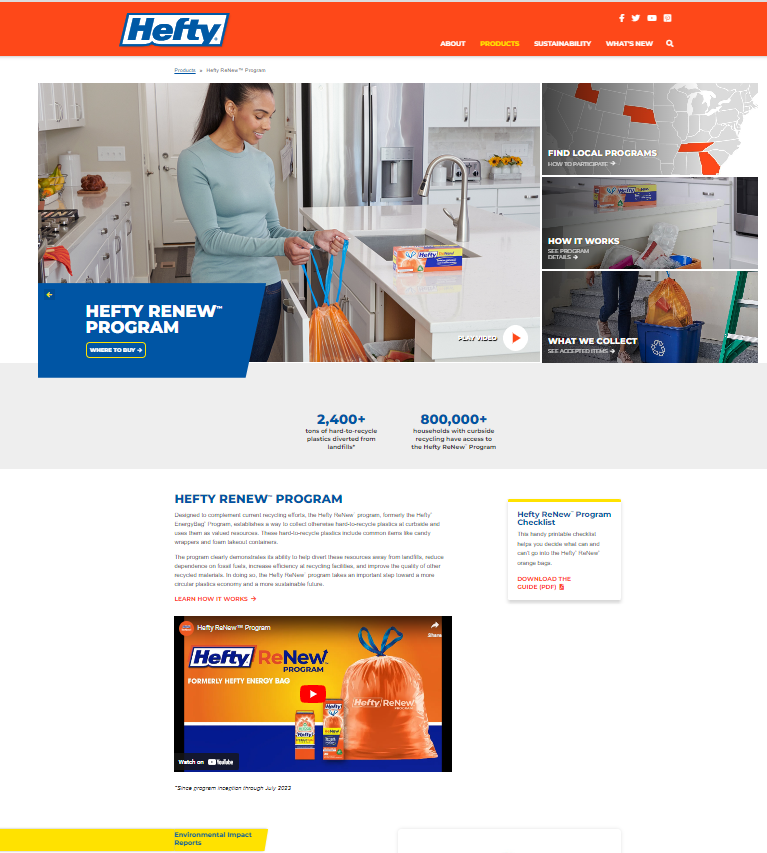 Hefty
ABOUT PRODUCTS SUSTAINABILITY WHAT'S NEW
Products » Hefty ReNew™ Program
FIND LOCAL PROGRAMS
HOW TO PARTICIPATE →
HOW IT WORKS
SEE PROGRAM
DETAILS →
WHAT WE COLLECT
SEE ACCEPTED ITEMS →
Hefty
HEFTY RENEW™
PROGRAM
WHERE TO BUY →
PLAY VIDEO
2,400+
tons of hard-to-recycle
plastics diverted from
landfills*
800,000+
households with curbside
recycling have access to
the Hefty ReNew™ Program
HEFTY RENEW™ PROGRAM
Designed to complement current recycling efforts, the Hefty ReNew™ program, formerly the Hefty®
EnergyBag® Program, establishes a way to collect otherwise hard-to-recycle plastics at curbside and
uses them as valued resources. These hard-to-recycle plastics include common items like candy
wrappers and foam takeout containers.
The program clearly demonstrates its ability to help divert these resources away from landfills, reduce
dependence on fossil fuels, increase efficiency at recycling facilities, and improve the quality of other
recycled materials. In doing so, the Hefty ReNew™ program takes an important step toward a more
circular plastics economy and a more sustainable future.
LEARN HOW IT WORKS →
Hefty ReNew™ Program
Checklist
This handy printable checklist
helps you decide what can and
can't go into the Hefty® ReNew™
orange bags.
DOWNLOAD THE
GUIDE (PDF)
Hefty ReNew™ Program
Share
Hefty ReNew™
PROGRAM
FORMERLY HEFTY ENERGY BAG
Hefty ReNew
PROGRAM
Hefty
Hefty
ReNew
Watch on YouTube
*Since program inception through July 2023
Environmental Impact
Reports